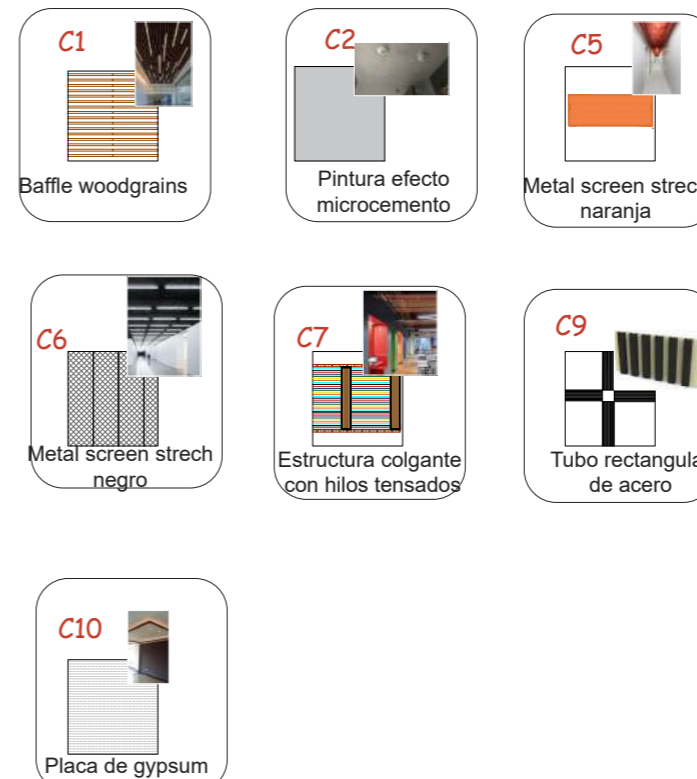 C1
Baffle woodgrains
C2
Pintura efecto
microcemento
C5
Metal screen strec
naranja
C6
Metal screen strech
negro
C7
Estructura colgante
con hilos tensados
C9
Tubo rectangula
de acero
C10
Placa de gypsum